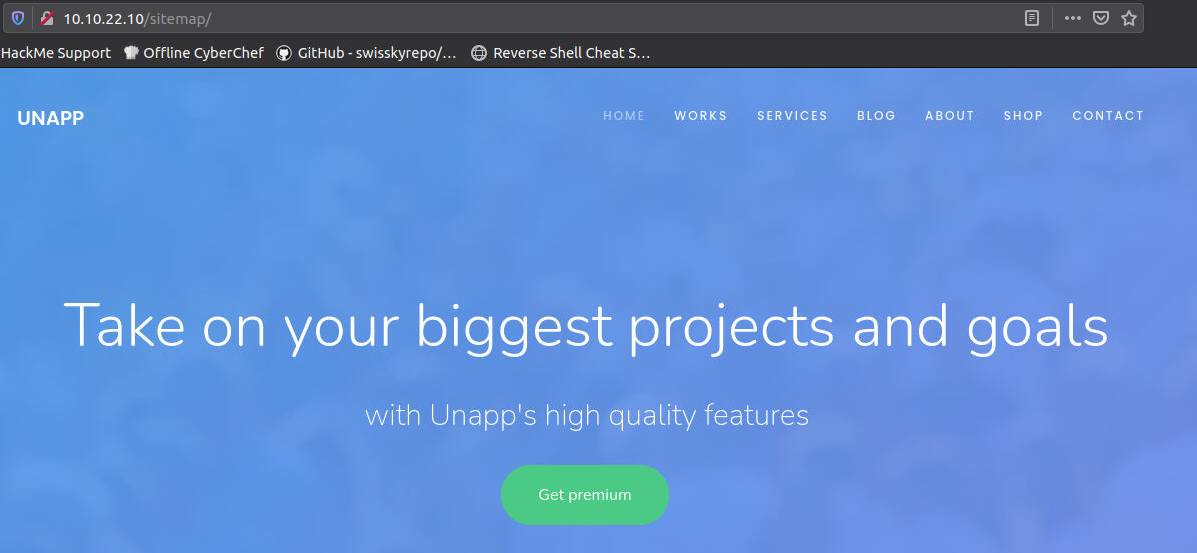 10.10.22.10/sitemap/
HackMe Support Offline CyberChef GitHub - swisskyrepo/… Reverse Shell Cheat S…
UNAPP HOME WORKS SERVICES BLOG ABOUT SHOP CONTACT
Take on your biggest projects and goals
with Unapp's high quality features
Get premium